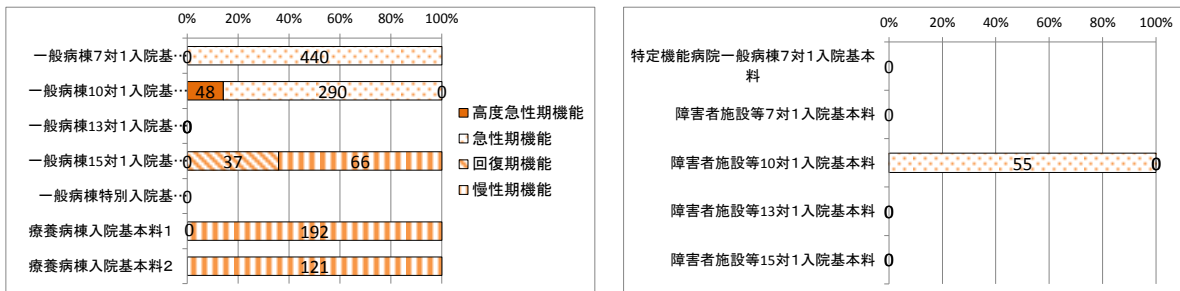 0% 20% 40% 60% 80% 100%
一般病棟7対1入院基… 0 440
一般病棟10対1入院基… 48 290 0
一般病棟13対1入院基… 0
一般病棟15対1入院基… 0 37 66
一般病棟特別入院基… 0
療養病棟入院基本料1 0 192
療養病棟入院基本料2 121
高度急性期機能
急性期機能
回復期機能
慢性期機能
0% 20% 40% 60% 80% 100%
特定機能病院一般病棟7対1入院基本
料 0
障害者施設等7対1入院基本料 0
障害者施設等10対1入院基本料 55 0
障害者施設等13対1入院基本料 0
障害者施設等15対1入院基本料 0